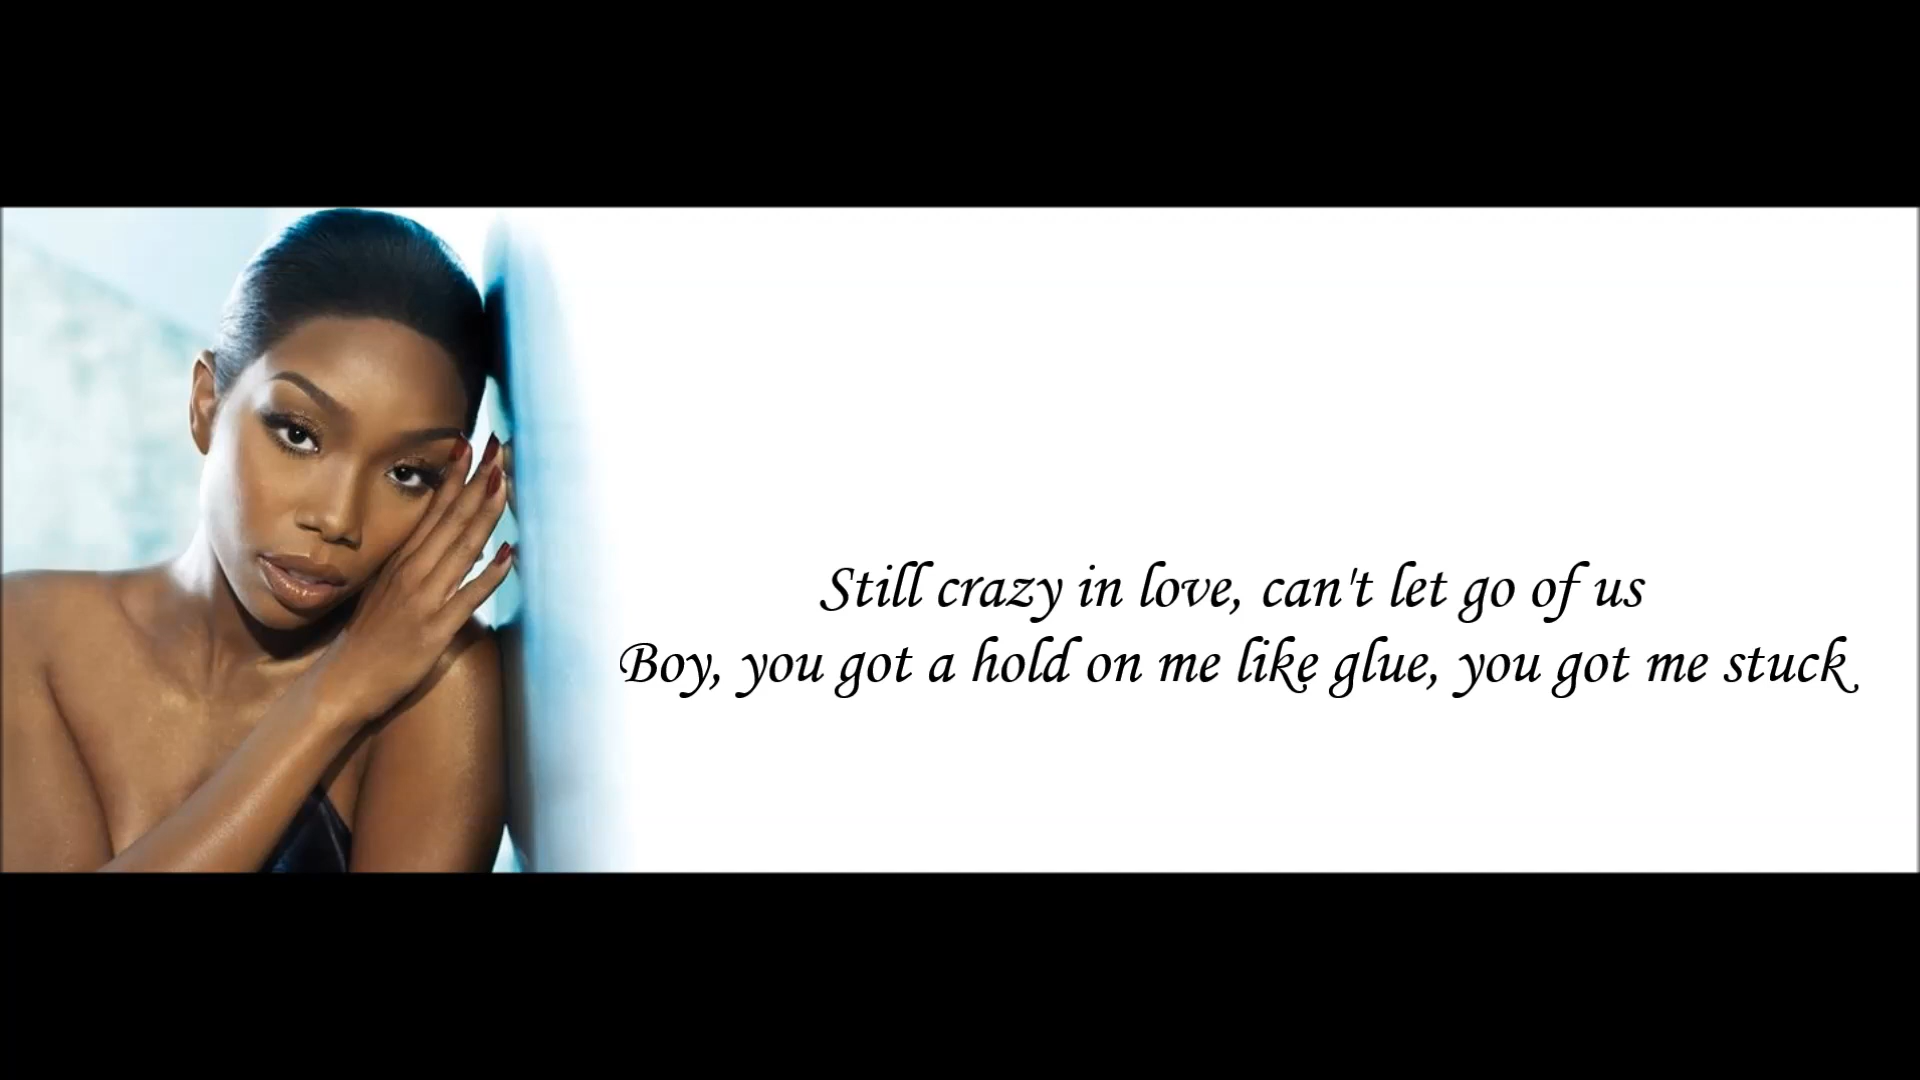 Still crazy in love, can't let go of us
Boy, you got a hold on me like glue, you got me stuck